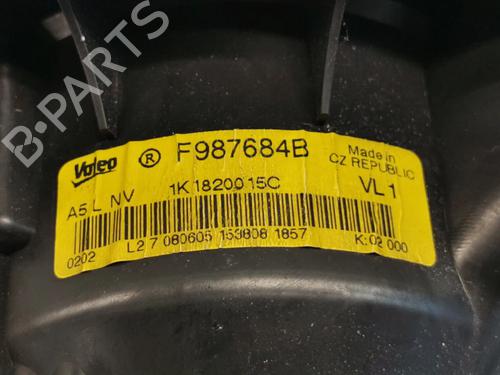 Valeo ® F987684B Made in
CZ REPUBLIC
A5 L NV 1K1820015C VL1
0202 L2 7 080605 153808 1857 K:02 000
B-PARTS